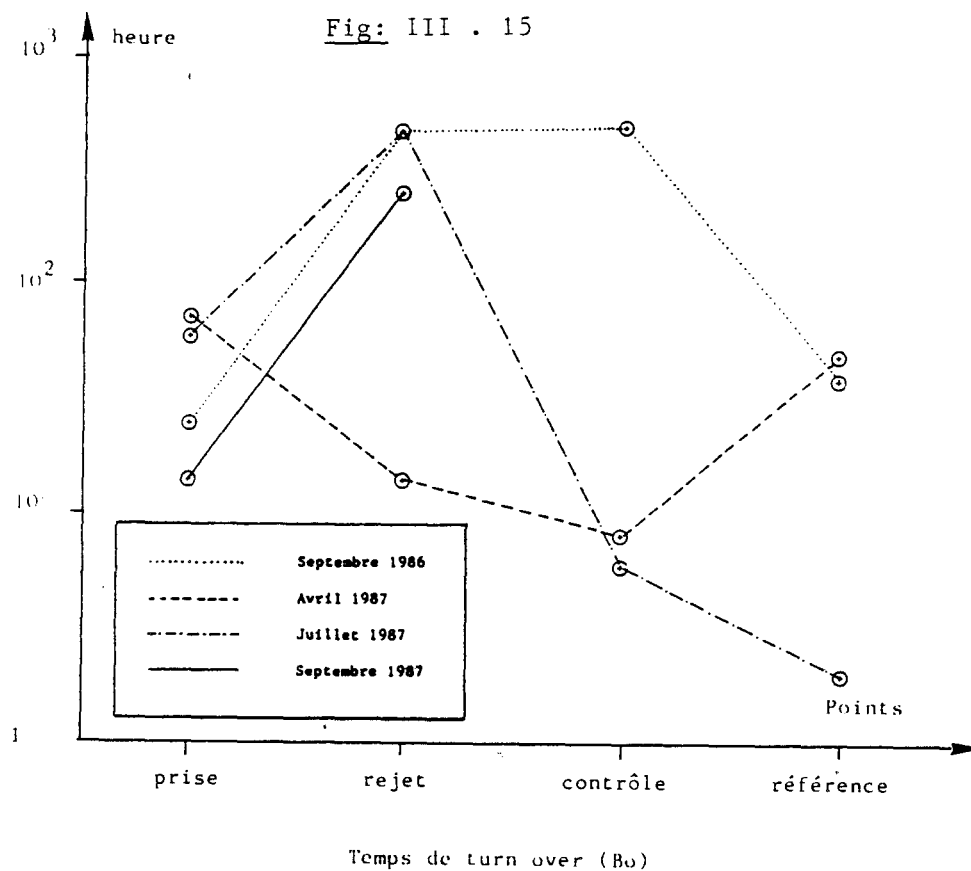 Fig: III . 15
heure
10³
10²
10
1
Septembre 1986
Avril 1987
Juillet 1987
Septembre 1987
Points
prise rejet contrôle référence
Temps de turn over (Bo)